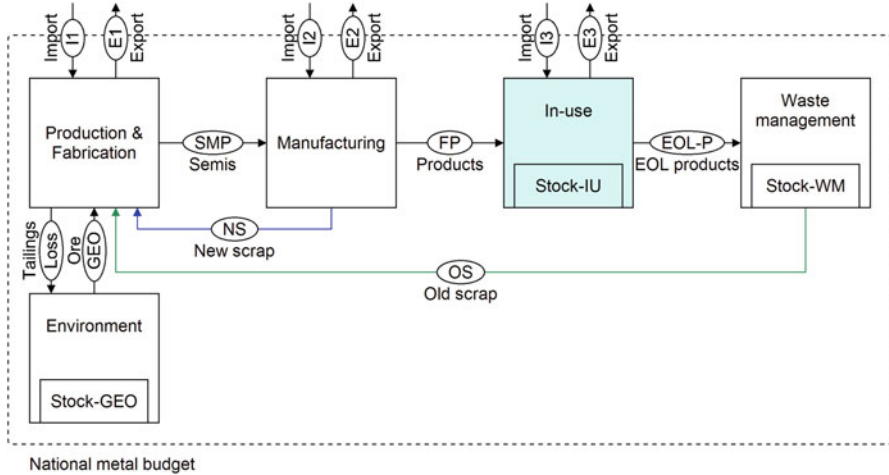 Import
I1
E1
Export
Import
I2
E2
Export
Import
I3
E3
Export
Production &
Fabrication
SMP
Semis
Manufacturing
FP
Products
In-use
Stock-IU
EOL-P
EOL products
Waste
management
Stock-WM
NS
New scrap
OS
Old scrap
Tailings
Loss
Ore
GEO
Environment
Stock-GEO
National metal budget